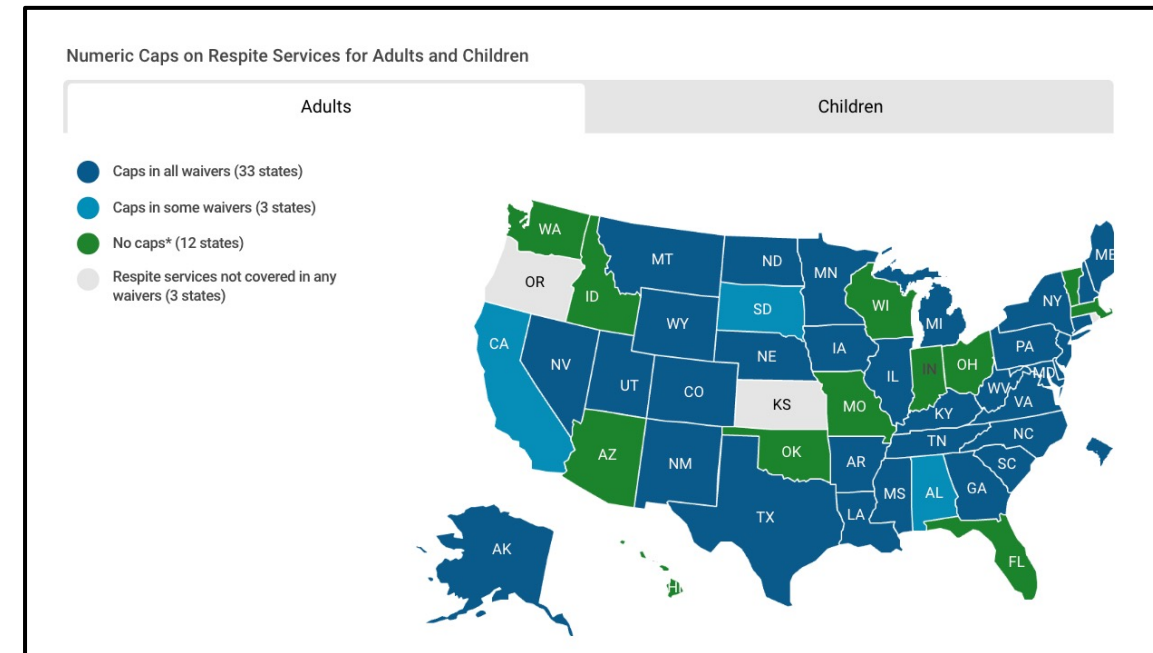 Numeric Caps on Respite Services for Adults and Children
Adults
Children
Caps in all waivers (33 states)
Caps in some waivers (3 states)
No caps* (12 states)
Respite services not covered in any
waivers (3 states)
WA
MT
ND
MN
ME
OR
ID
SD
WI
NY
WY
MI
CA
NV
NE
IA
PA
UT
CO
IL
IN
OH
MD
WV
VA
KS
MO
KY
AZ
NM
OK
AR
TN
NC
SC
MS
AL
GA
TX
LA
AK
FL
HI